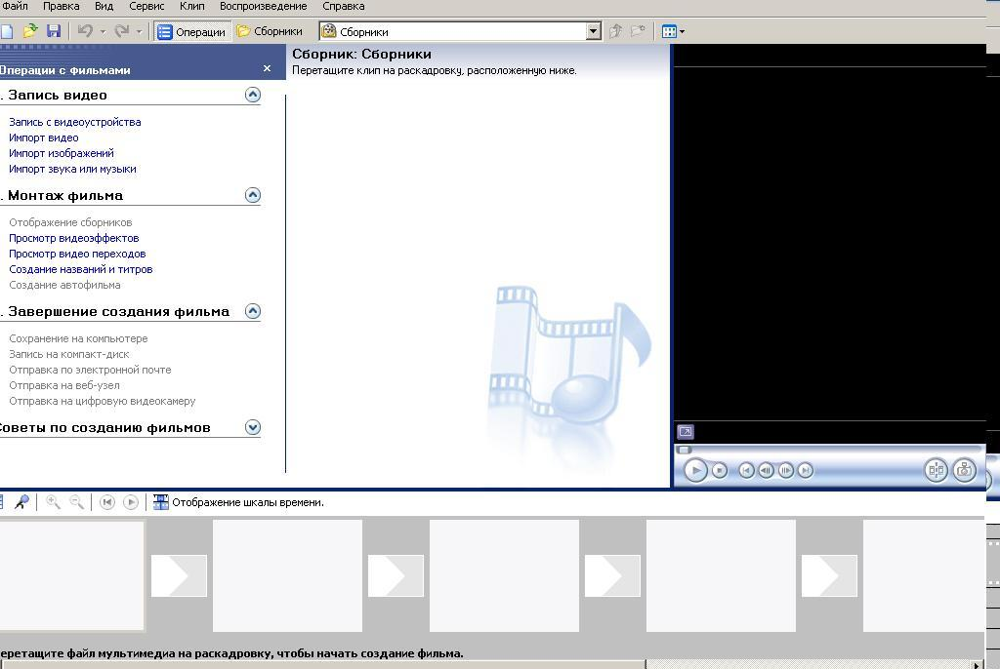 Файл Правка Вид Сервис Клип Воспроизведение Справка
Операции Сборники Сборники
Операции с фильмами
Сборник: Сборники
Перетащите клип на раскадровку, расположенную ниже.
. Запись видео
Запись с видеоустройства
Импорт видео
Импорт изображений
Импорт звука или музыки
. Монтаж фильма
Отображение сборников
Просмотр видеоэффектов
Просмотр видео переходов
Создание названий и титров
Создание автофильма
. Завершение создания фильма
Сохранение на компьютере
Запись на компакт-диск
Отправка по электронной почте
Отправка на веб-узел
Отправка на цифровую видеокамеру
Советы по созданию фильмов
Отображение шкалы времени.
еретащите файл мультимедиа на раскадровку, чтобы начать создание фильма.